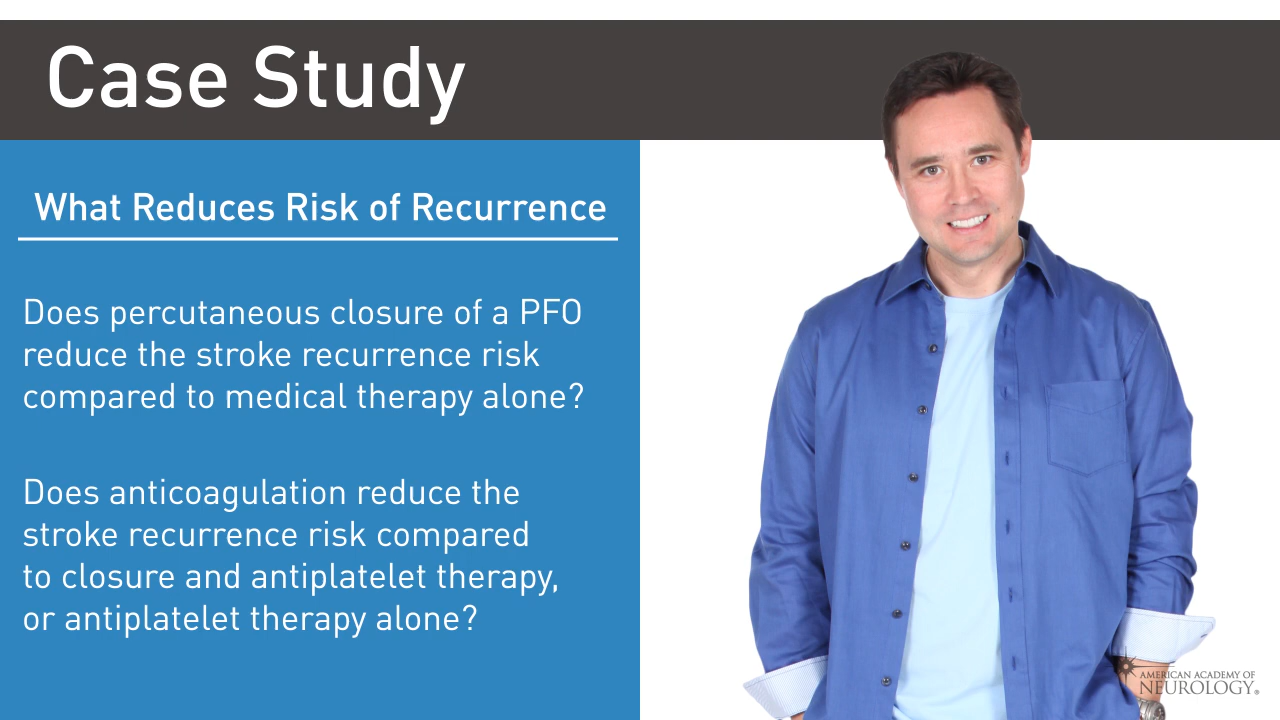 Case Study
What Reduces Risk of Recurrence
Does percutaneous closure of a PFO
reduce the stroke recurrence risk
compared to medical therapy alone?
Does anticoagulation reduce the
stroke recurrence risk compared
to closure and antiplatelet therapy,
or antiplatelet therapy alone?
AMERICAN ACADEMY OF
NEUROLOGY®